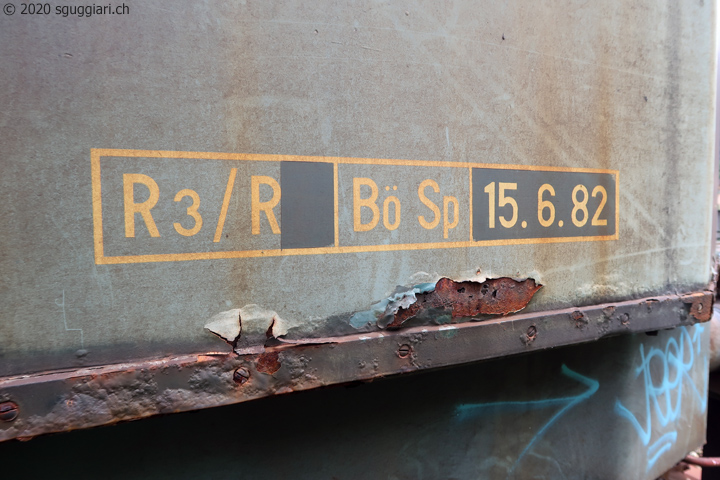 © 2020 sguggiari.ch
R3/R Bö Sp 15.6.82